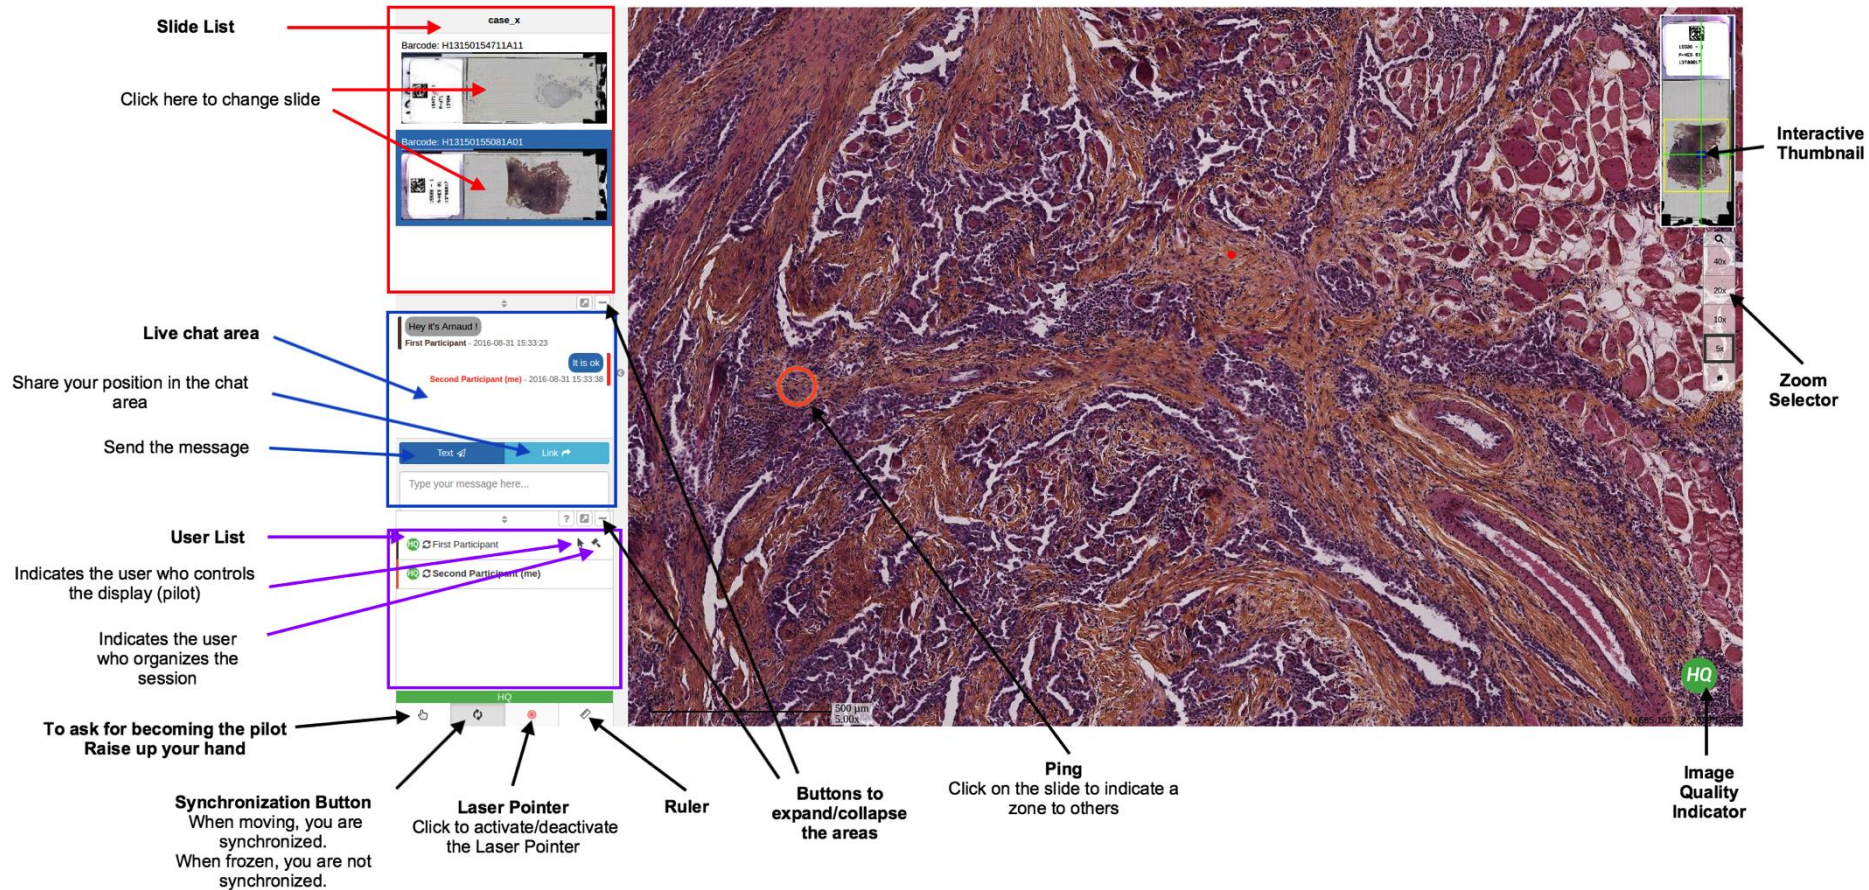 Slide List
Click here to change slide
case_x
Barcode: H13150154711A11
Barcode: H13150155081A01
Live chat area
Share your position in the chat
area
Send the message
Hey it's Arnaud !
First Participant - 2016-08-31 15:33:23
It is ok
Second Participant (me) - 2016-08-31 15:33:38
Text
Link
Type your message here...
?
User List
Indicates the user who controls
the display (pilot)
Indicates the user
who organizes the
session
HQ First Participant
HQ Second Participant (me)
HQ
To ask for becoming the pilot
Raise up your hand
Synchronization Button
When moving, you are
synchronized.
When frozen, you are not
synchronized.
Laser Pointer
Click to activate/deactivate
the Laser Pointer
Ruler
Buttons to
expand/collapse
the areas
500 µm
5.00x
Ping
Click on the slide to indicate a
zone to others
Interactive
Thumbnail
40x
20x
10x
5x
Zoom
Selector
HQ
Image
Quality
Indicator